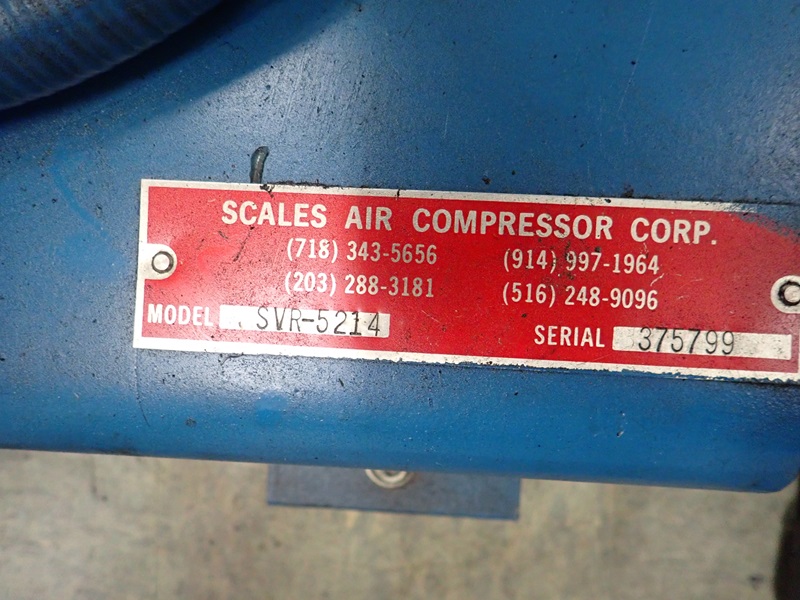 SCALES AIR COMPRESSOR CORP.
(718) 343-5656 (914) 997-1964
(203) 288-3181 (516) 248-9096
MODEL SVR-5214
SERIAL 375799